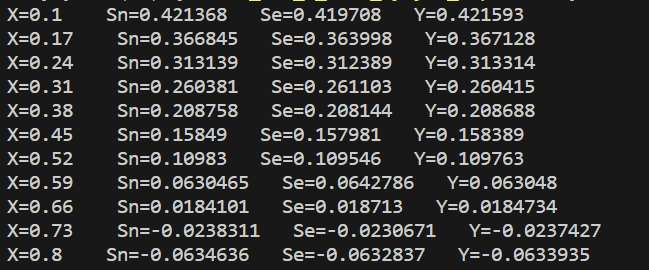 X=0.1 Sn=0.421368 Se=0.419708 Y=0.421593
X=0.17 Sn=0.366845 Se=0.363998 Y=0.367128
X=0.24 Sn=0.313139 Se=0.312389 Y=0.313314
X=0.31 Sn=0.260381 Se=0.261103 Y=0.260415
X=0.38 Sn=0.208758 Se=0.208144 Y=0.208688
X=0.45 Sn=0.15849 Se=0.157981 Y=0.158389
X=0.52 Sn=0.10983 Se=0.109546 Y=0.109763
X=0.59 Sn=0.0630465 Se=0.0642786 Y=0.063048
X=0.66 Sn=0.0184101 Se=0.018713 Y=0.0184734
X=0.73 Sn=-0.0238311 Se=-0.0230671 Y=-0.0237427
X=0.8 Sn=-0.0634636 Se=-0.0632837 Y=-0.0633935